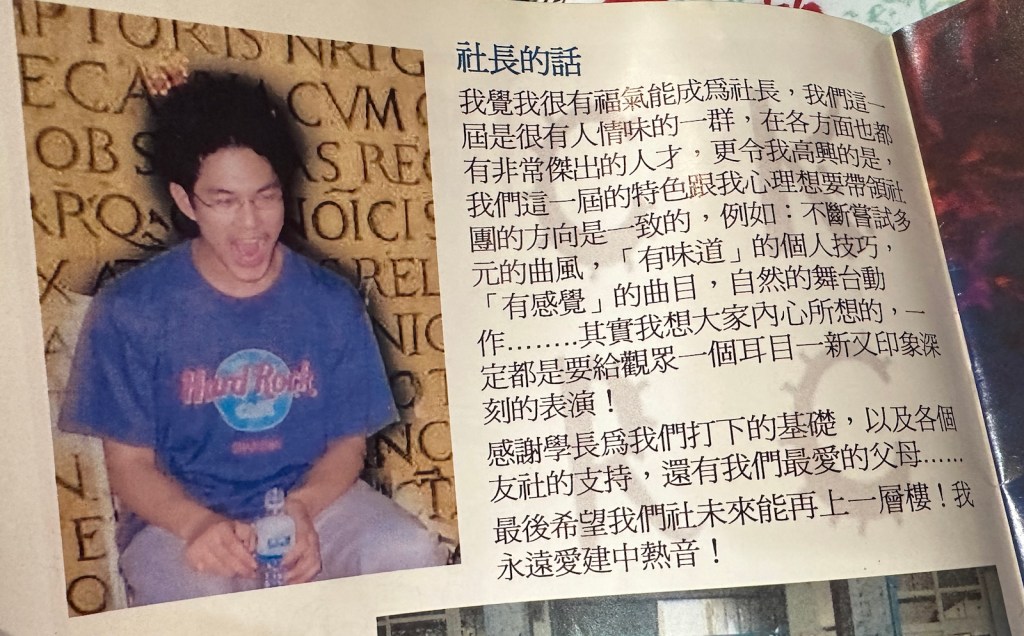 社長的話
我覺我很有福氣能成爲社長，我們這一
屆是很有人情味的一群，在各方面也都
有非常傑出的人才，更令我高興的是，
我們這一屆的特色跟我心理想要帶領社
團的方向是一致的，例如：不斷嘗試多
元的曲風，「有味道」的個人技巧，
「有感覺」的曲目，自然的舞台動
作………其實我想大家內心所想的，一
定都是要給觀眾一個耳目一新又印象深
刻的表演！
感謝學長爲我們打下的基礎，以及各個
友社的支持，還有我們最愛的父母……
最後希望我們社未來能再上一層樓！我
永遠愛建中熱音！
Hard Rock